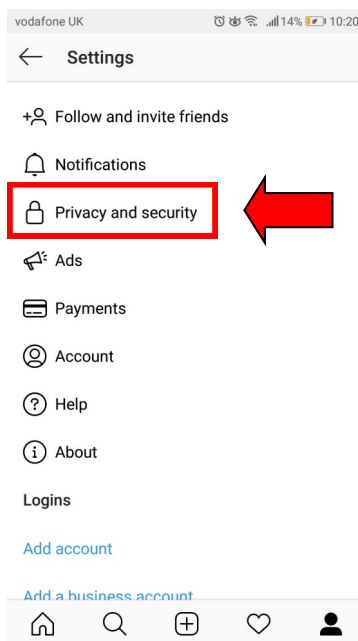 vodafone UK 14% 10:20
Settings
Follow and invite friends
Notifications
Privacy and security
Ads
Payments
Account
Help
About
Logins
Add account
Add a business account